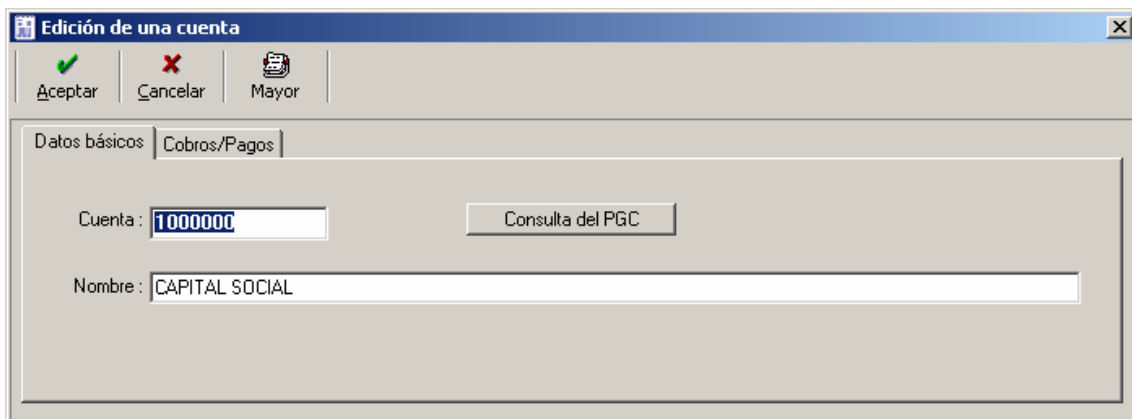 Edición de una cuenta
Aceptar Cancelar Mayor
Datos básicos Cobros/Pagos
Cuenta : 1000000 Consulta del PGC
Nombre : CAPITAL SOCIAL